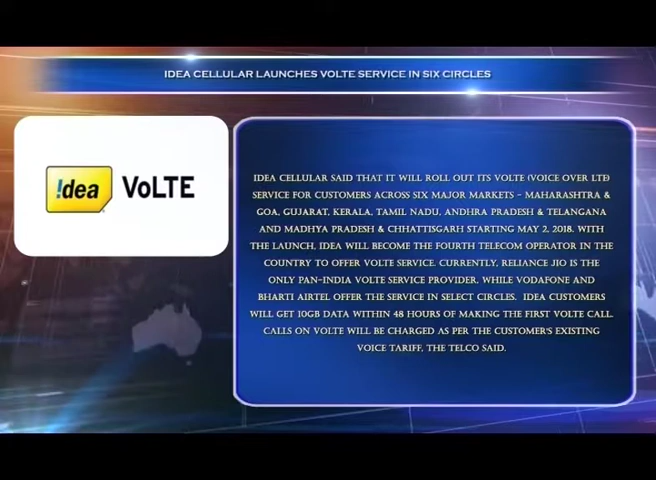 IDEA CELLULAR LAUNCHES VOLTE SERVICE IN SIX CIRCLES
!dea VoLTE
IDEA CELLULAR SAID THAT IT WILL ROLL OUT ITS VOLTE (VOICE OVER LTE)
SERVICE FOR CUSTOMERS ACROSS SIX MAJOR MARKETS - MAHARASHTRA &
GOA, GUJARAT, KERALA, TAMIL NADU, ANDHRA PRADESH & TELANGANA
AND MADHYA PRADESH & CHHATTISGARH STARTING MAY 2, 2018. WITH
THE LAUNCH, IDEA WILL BECOME THE FOURTH TELECOM OPERATOR IN THE
COUNTRY TO OFFER VOLTE SERVICE. CURRENTLY, RELIANCE JIO IS THE
ONLY PAN-INDIA VOLTE SERVICE PROVIDER, WHILE VODAFONE AND
BHARTI AIRTEL OFFER THE SERVICE IN SELECT CIRCLES. IDEA CUSTOMERS
WILL GET 10GB DATA WITHIN 48 HOURS OF MAKING THE FIRST VOLTE CALL.
CALLS ON VOLTE WILL BE CHARGED AS PER THE CUSTOMER'S EXISTING
VOICE TARIFF, THE TELCO SAID.